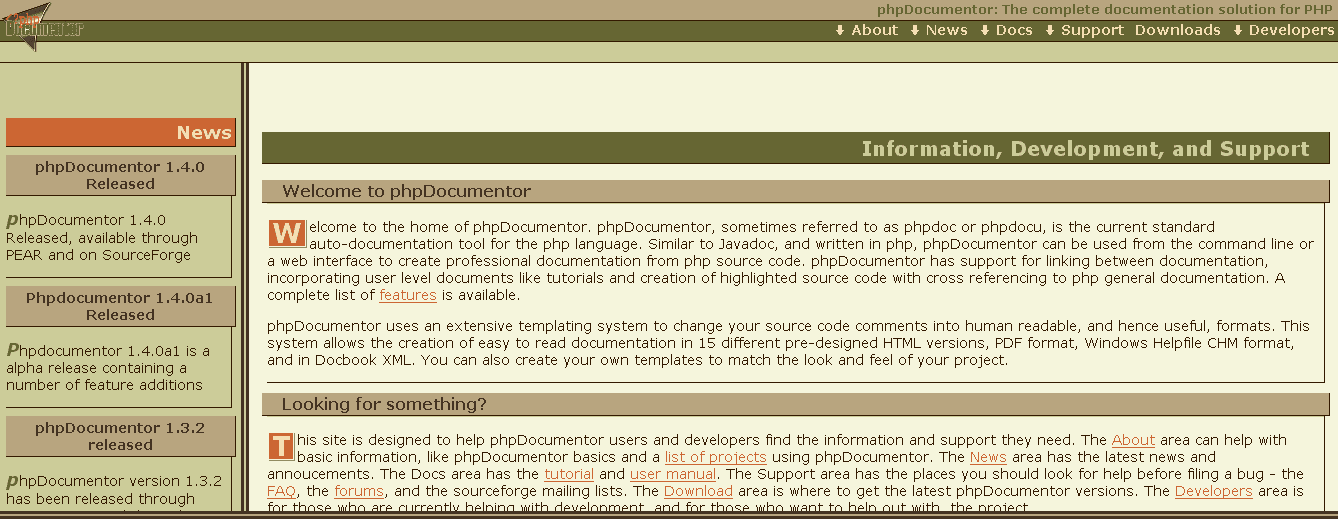 phpDocumentor: The complete documentation solution for PHP
php
Documentor
About News Docs Support Downloads Developers
News
phpDocumentor 1.4.0
Released
phpDocumentor 1.4.0
Released, available through
PEAR and on SourceForge
Phpdocumentor 1.4.0a1
Released
Phpdocumentor 1.4.0a1 is a
alpha release containing a
number of feature additions
phpDocumentor 1.3.2
released
phpDocumentor version 1.3.2
has been released through
Information, Development, and Support
Welcome to phpDocumentor
Welcome to the home of phpDocumentor. phpDocumentor, sometimes referred to as phpdoc or phpdocu, is the current standard
auto-documentation tool for the php language. Similar to Javadoc, and written in php, phpDocumentor can be used from the command line or
a web interface to create professional documentation from php source code. phpDocumentor has support for linking between documentation,
incorporating user level documents like tutorials and creation of highlighted source code with cross referencing to php general documentation. A
complete list of features is available.
phpDocumentor uses an extensive templating system to change your source code comments into human readable, and hence useful, formats. This
system allows the creation of easy to read documentation in 15 different pre-designed HTML versions, PDF format, Windows Helpfile CHM format,
and in Docbook XML. You can also create your own templates to match the look and feel of your project.
Looking for something?
This site is designed to help phpDocumentor users and developers find the information and support they need. The About area can help with
basic information, like phpDocumentor basics and a list of projects using phpDocumentor. The News area has the latest news and
annoucements. The Docs area has the tutorial and user manual. The Support area has the places you should look for help before filing a bug - the
FAQ, the forums, and the sourceforge mailing lists. The Download area is where to get the latest phpDocumentor versions. The Developers area is
for those who are currently helping with development, and for those who want to help out with the project.